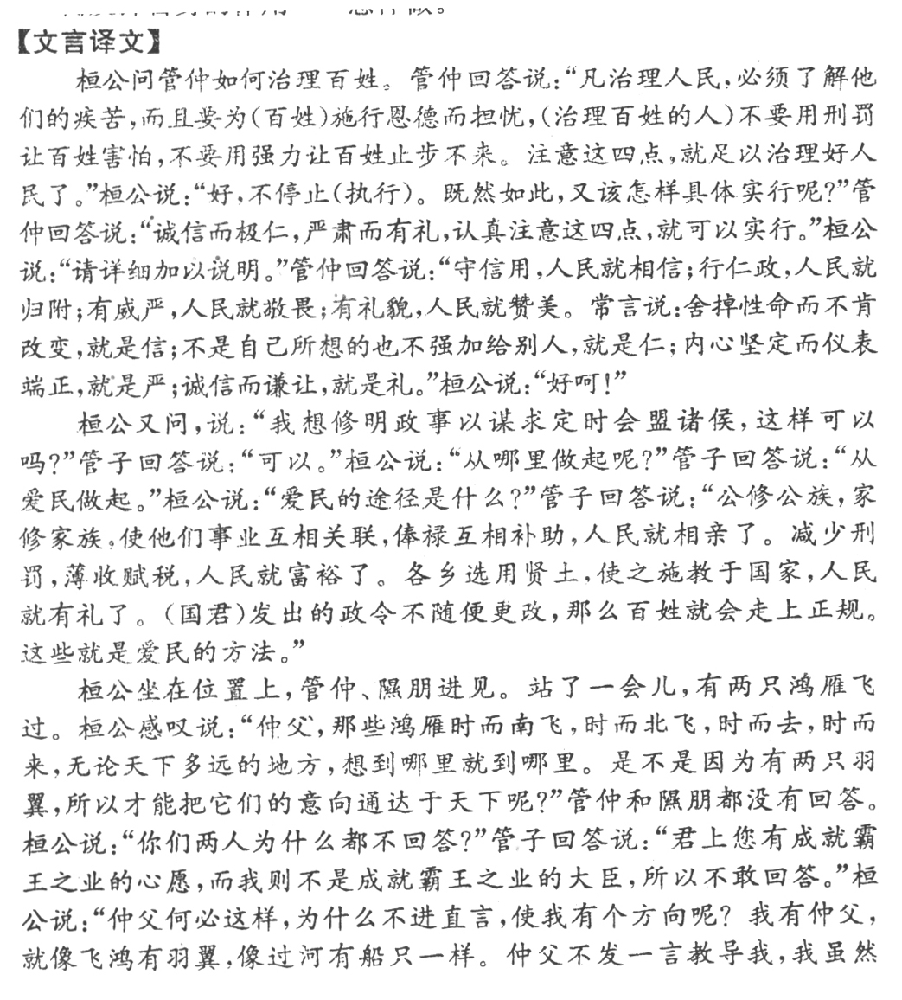 【文言译文】
桓公问管仲如何治理百姓。管仲回答说:“凡治理人民,必须了解他
们的疾苦,而且要为(百姓)施行恩德而担忧,(治理百姓的人)不要用刑罚
让百姓害怕,不要用强力让百姓止步不来。注意这四点,就足以治理好人
民了。”桓公说:“好,不停止(执行)。既然如此,又该怎样具体实行呢?”管
仲回答说:“诚信而极仁,严肃而有礼,认真注意这四点,就可以实行。”桓公
说:“请详细加以说明。”管仲回答说:“守信用,人民就相信;行仁政,人民就
归附;有威严,人民就敬畏;有礼貌,人民就赞美。常言说:舍掉性命而不肯
改变,就是信;不是自己所想的也不强加给别人,就是仁;内心坚定而仪表
端正,就是严;诚信而谦让,就是礼。”桓公说:“好呵!”
桓公又问,说:“我想修明政事以谋求定时会盟诸侯,这样可以
吗?”管子回答说:“可以。”桓公说:“从哪里做起呢?”管子回答说:“从
爱民做起。”桓公说:“爱民的途径是什么?”管子回答说:“公修公族,家
修家族,使他们事业互相关联,俸禄互相补助,人民就相亲了。减少刑
罚,薄收赋税,人民就富裕了。各乡选用贤士,使之施教于国家,人民
就有礼了。(国君)发出的政令不随便更改,那么百姓就会走上正规。
这些就是爱民的方法。”
桓公坐在位置上,管仲、隰朋进见。站了一会儿,有两只鸿雁飞
过。桓公感叹说:“仲父,那些鸿雁时而南飞,时而北飞,时而去,时而
来,无论天下多远的地方,想到哪里就到哪里。是不是因为有两只羽
翼,所以才能把它们的意向通达于天下呢?”管仲和隰朋都没有回答。
桓公说:“你们两人为什么都不回答?”管子回答说:“君上您有成就霸
王之业的心愿,而我则不是成就霸王之业的大臣,所以不敢回答。”桓
公说:“仲父何必这样,为什么不进直言,使我有个方向呢?我有仲父,
就像飞鸿有羽翼,像过河有船只一样。仲父不发一言教导我,我虽然